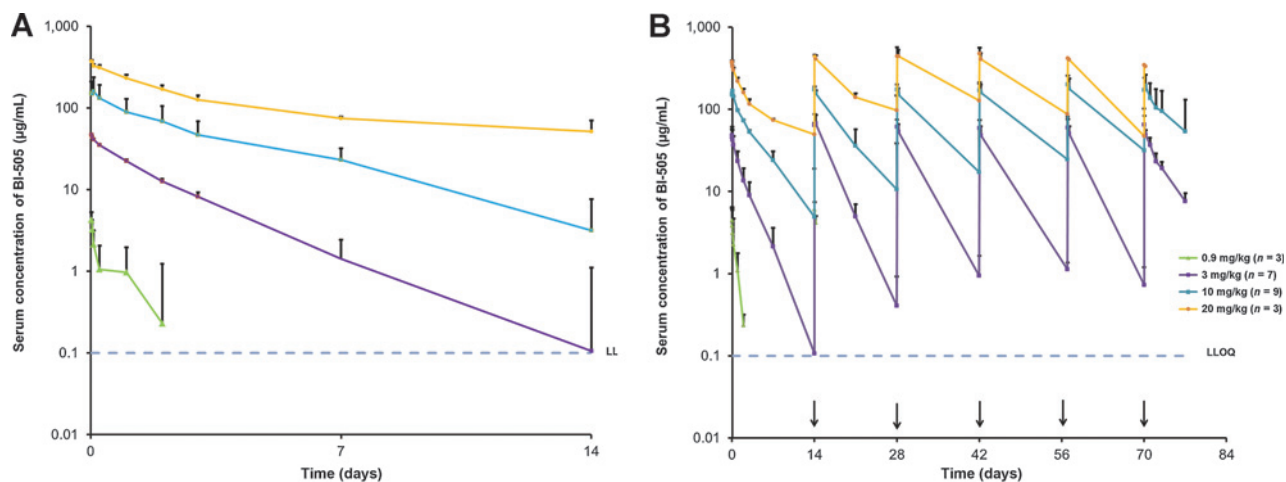 A
Serum concentration of BI-505 (µg/mL)
1,000
100
10
1
0.1
0.01
LL
0
7
14
Time (days)
B
Serum concentration of BI-505 (µg/mL)
1,000
100
10
1
0.1
0.01
0.9 mg/kg (n = 3)
3 mg/kg (n = 7)
10 mg/kg (n = 9)
20 mg/kg (n = 3)
LLOQ
0
14
28
42
56
70
84
Time (days)